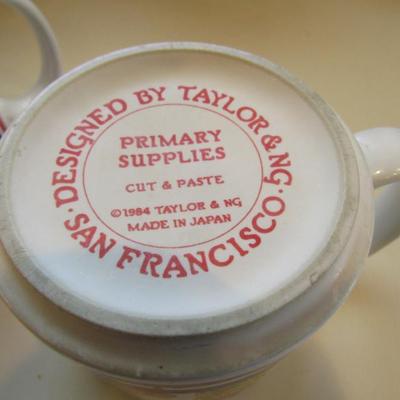 DESIGNED BY TAYLOR & NG
· SAN FRANCISCO ·
PRIMARY
SUPPLIES
CUT & PASTE
©1984 TAYLOR & NG
MADE IN JAPAN